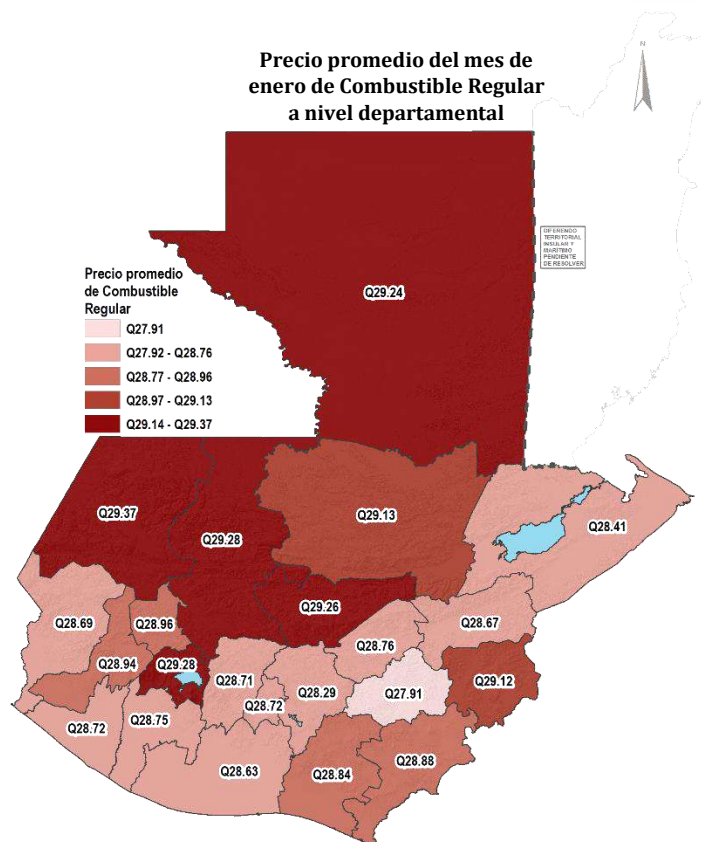 Precio promedio del mes de
enero de Combustible Regular
a nivel departamental
N
DIFERENDO
TERRITORIAL
INSULAR Y
MARÍTIMO
PENDIENTE
DE RESOLVER
Precio promedio
de Combustible
Regular
Q27.91
Q27.92 - Q28.76
Q28.77 - Q28.96
Q28.97 - Q29.13
Q29.14 - Q29.37
Q29.24
Q29.37
Q29.28
Q29.13
Q28.41
Q29.26
Q28.69
Q28.96
Q28.76
Q28.67
Q28.94
Q29.28
Q28.71
Q28.29
Q27.91
Q29.12
Q28.72
Q28.75
Q28.72
Q28.63
Q28.84
Q28.88